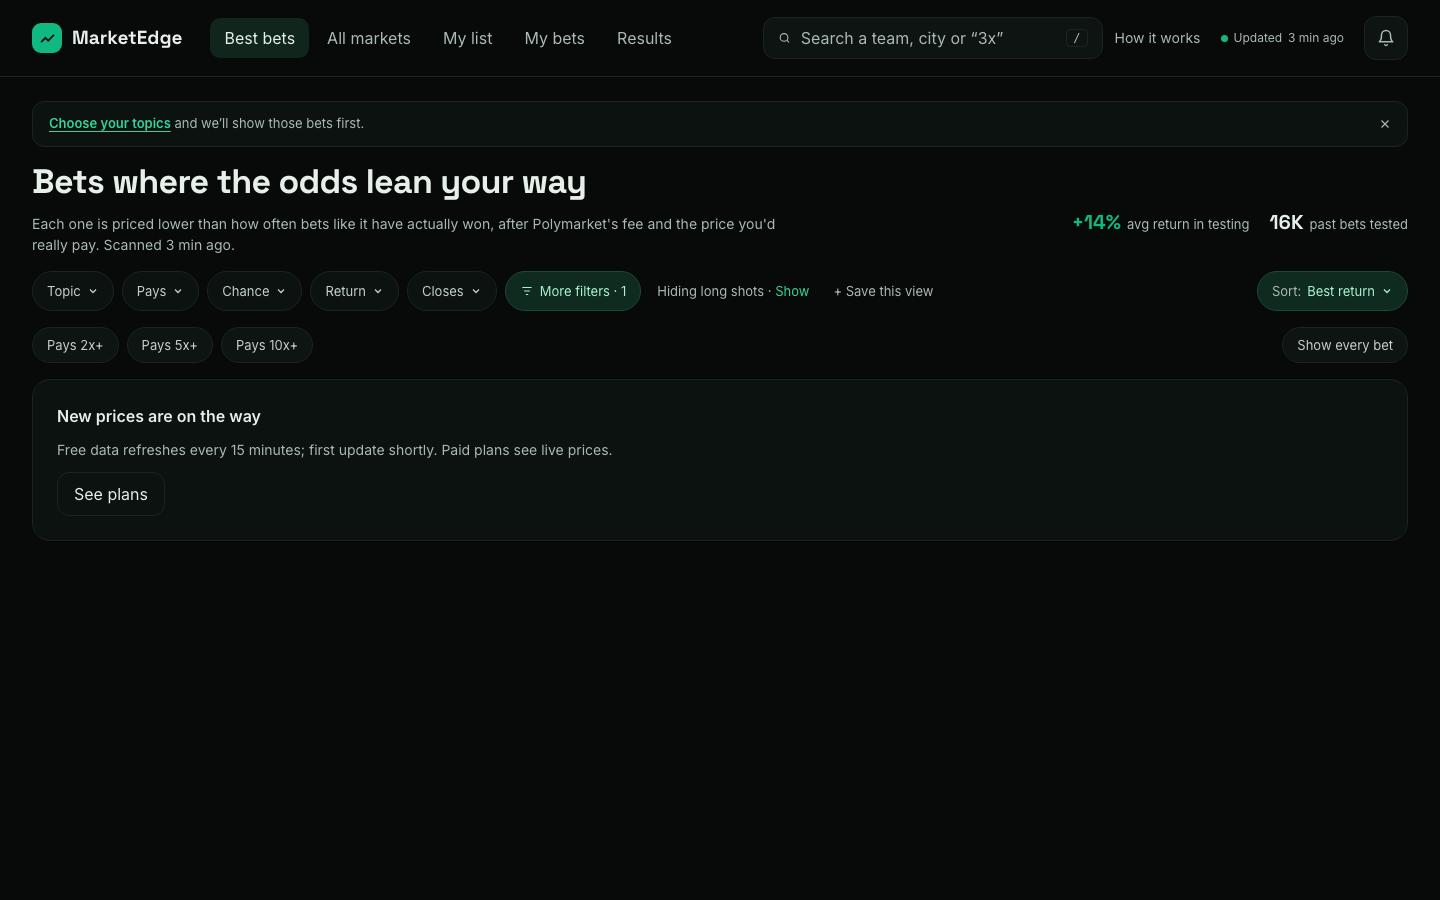 MarketEdge
Best bets
All markets
My list
My bets
Results
Search a team, city or “3x”
/
How it works
Updated 3 min ago
Choose your topics and we’ll show those bets first.
×
Bets where the odds lean your way
Each one is priced lower than how often bets like it have actually won, after Polymarket's fee and the price you'd
really pay. Scanned 3 min ago.
+14% avg return in testing
16K past bets tested
Topic
Pays
Chance
Return
Closes
More filters · 1
Hiding long shots · Show
+ Save this view
Sort: Best return
Pays 2x+
Pays 5x+
Pays 10x+
Show every bet
New prices are on the way
Free data refreshes every 15 minutes; first update shortly. Paid plans see live prices.
See plans